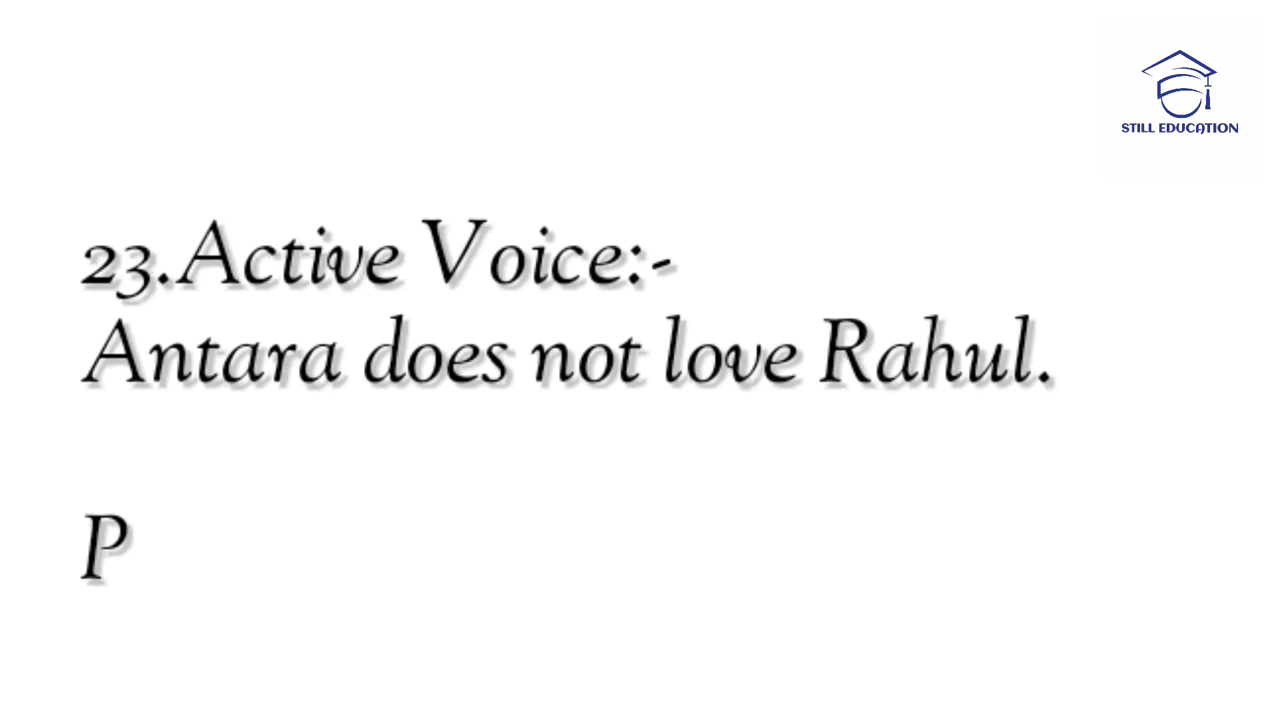 STILL EDUCATION
23.Active Voice:-
Antara does not love Rahul.
P